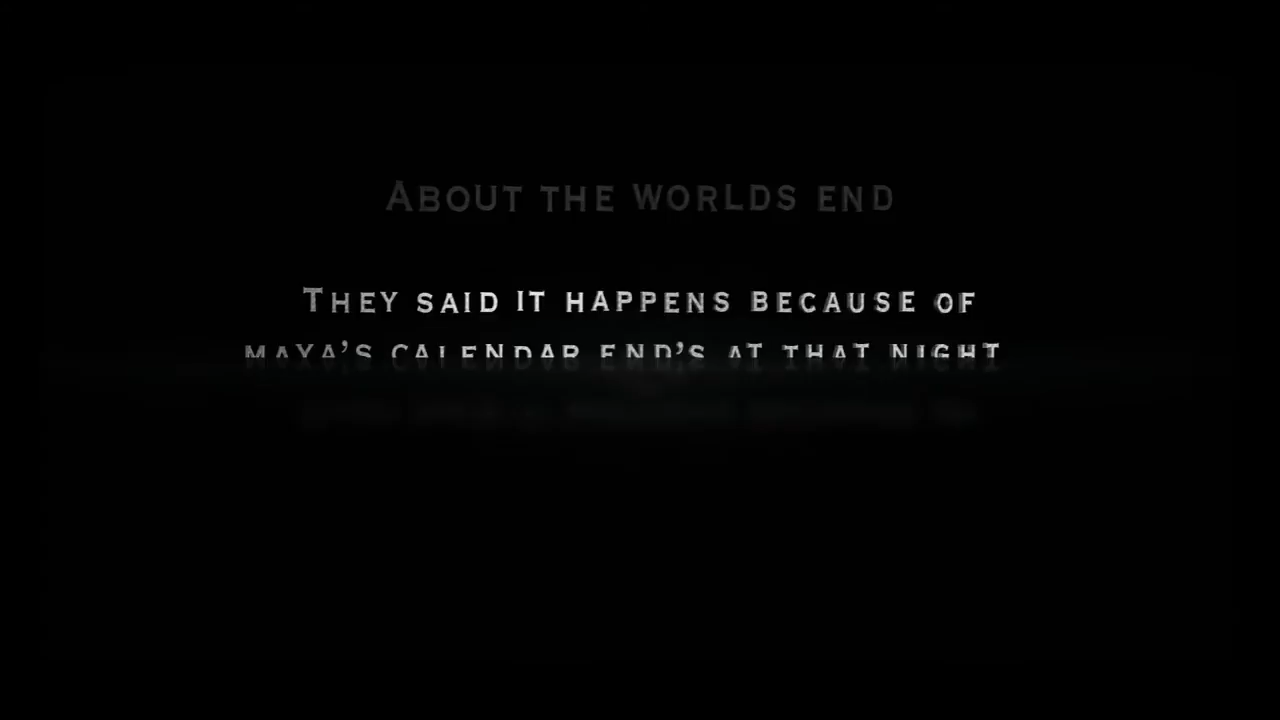 About the worlds end
They said it happens because of
maya's calendar end's at that night